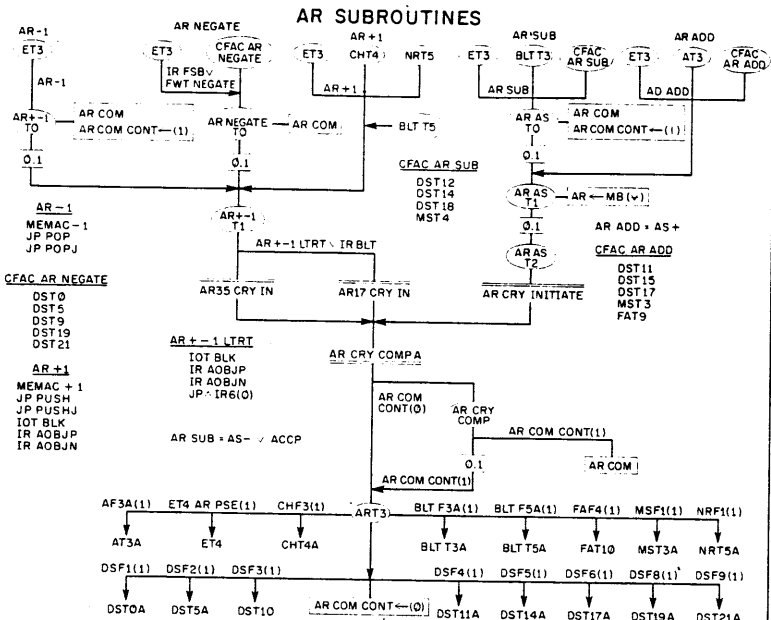 AR SUBROUTINES
AR-1
ET3
AR-1
AR+-1
T0
AR COM
AR COM CONT←(1)
0.1
AR NEGATE
ET3
CFAC AR
NEGATE
IR FSB∨
FWT NEGATE
AR NEGATE
T0
AR COM
0.1
AR+1
ET3
CHT4
NRT5
AR+1
BLT T5
AR SUB
ET3
BLT T3
CFAC
AR SUB
AR SUB
AR AS
T0
AR COM
AR COM CONT←(1)
0.1
AR ADD
ET3
AT3
CFAC
AR ADD
AD ADD
AR AS
T1
AR←MB(∨)
0.1
AR AS
T2
AR CRY INITIATE
AR ADD = AS+
CFAC AR ADD
DST11
DST15
DST17
MST3
FAT9
CFAC AR SUB
DST12
DST14
DST18
MST4
AR+-1
T1
AR+-1 LTRT ∨ IR BLT
AR35 CRY IN
AR17 CRY IN
AR-1
MEMAC-1
JP POP
JP POPJ
CFAC AR NEGATE
DST0
DST5
DST9
DST19
DST21
AR+1
MEMAC+1
JP PUSH
JP PUSHJ
IOT BLK
IR AOBJP
IR AOBJN
AR+-1 LTRT
IOT BLK
IR AOBJP
IR AOBJN
JP∧IR6(0)
AR SUB = AS- ∨ ACCP
AR CRY COMP A
AR COM
CONT(0)
AR CRY
COMP
AR COM CONT(1)
0.1
AR COM
AR COM CONT(1)
AF3A(1) ET4 AR PSE(1) CHF3(1) ART3 BLT F3A(1) BLT F5A(1) FAF4(1) MSF1(1) NRF1(1)
AT3A ET4 CHT4A BLT T3A BLT T5A FAT10 MST3A NRT5A
DSF1(1) DSF2(1) DSF3(1) DSF4(1) DSF5(1) DSF6(1) DSF8(1) DSF9(1)
DST0A DST5A DST10 AR COM CONT←(0) DST11A DST14A DST17A DST19A DST21A